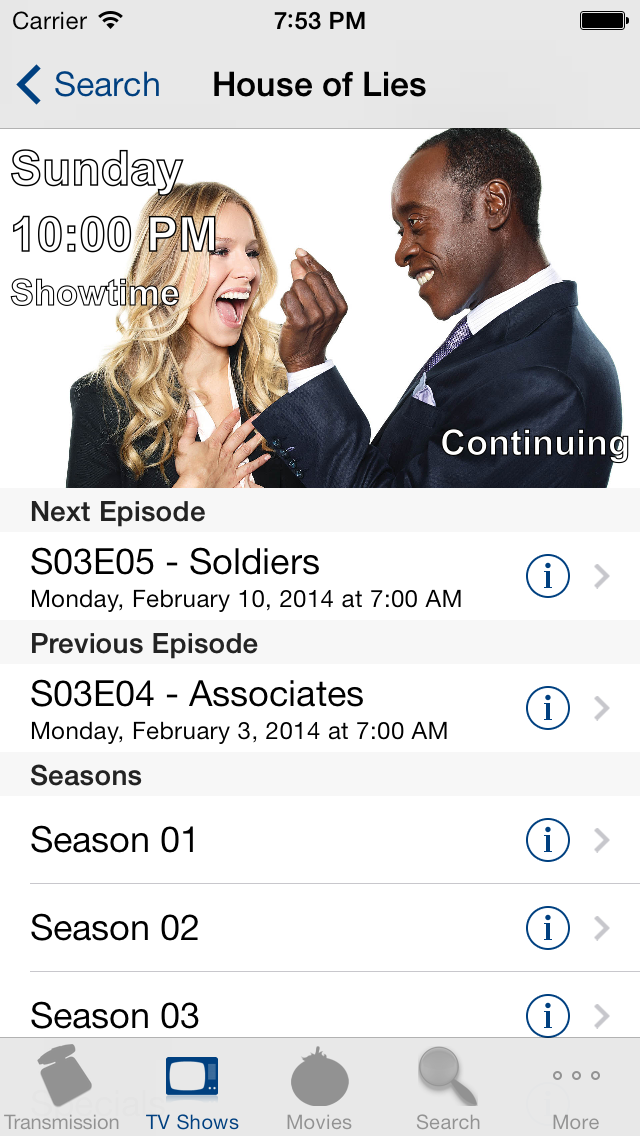 Carrier 7:53 PM
Search House of Lies
Sunday
10:00 PM
Showtime
Continuing
Next Episode
S03E05 - Soldiers
Monday, February 10, 2014 at 7:00 AM
Previous Episode
S03E04 - Associates
Monday, February 3, 2014 at 7:00 AM
Seasons
Season 01
Season 02
Season 03
Specials
Transmission TV Shows Movies Search More